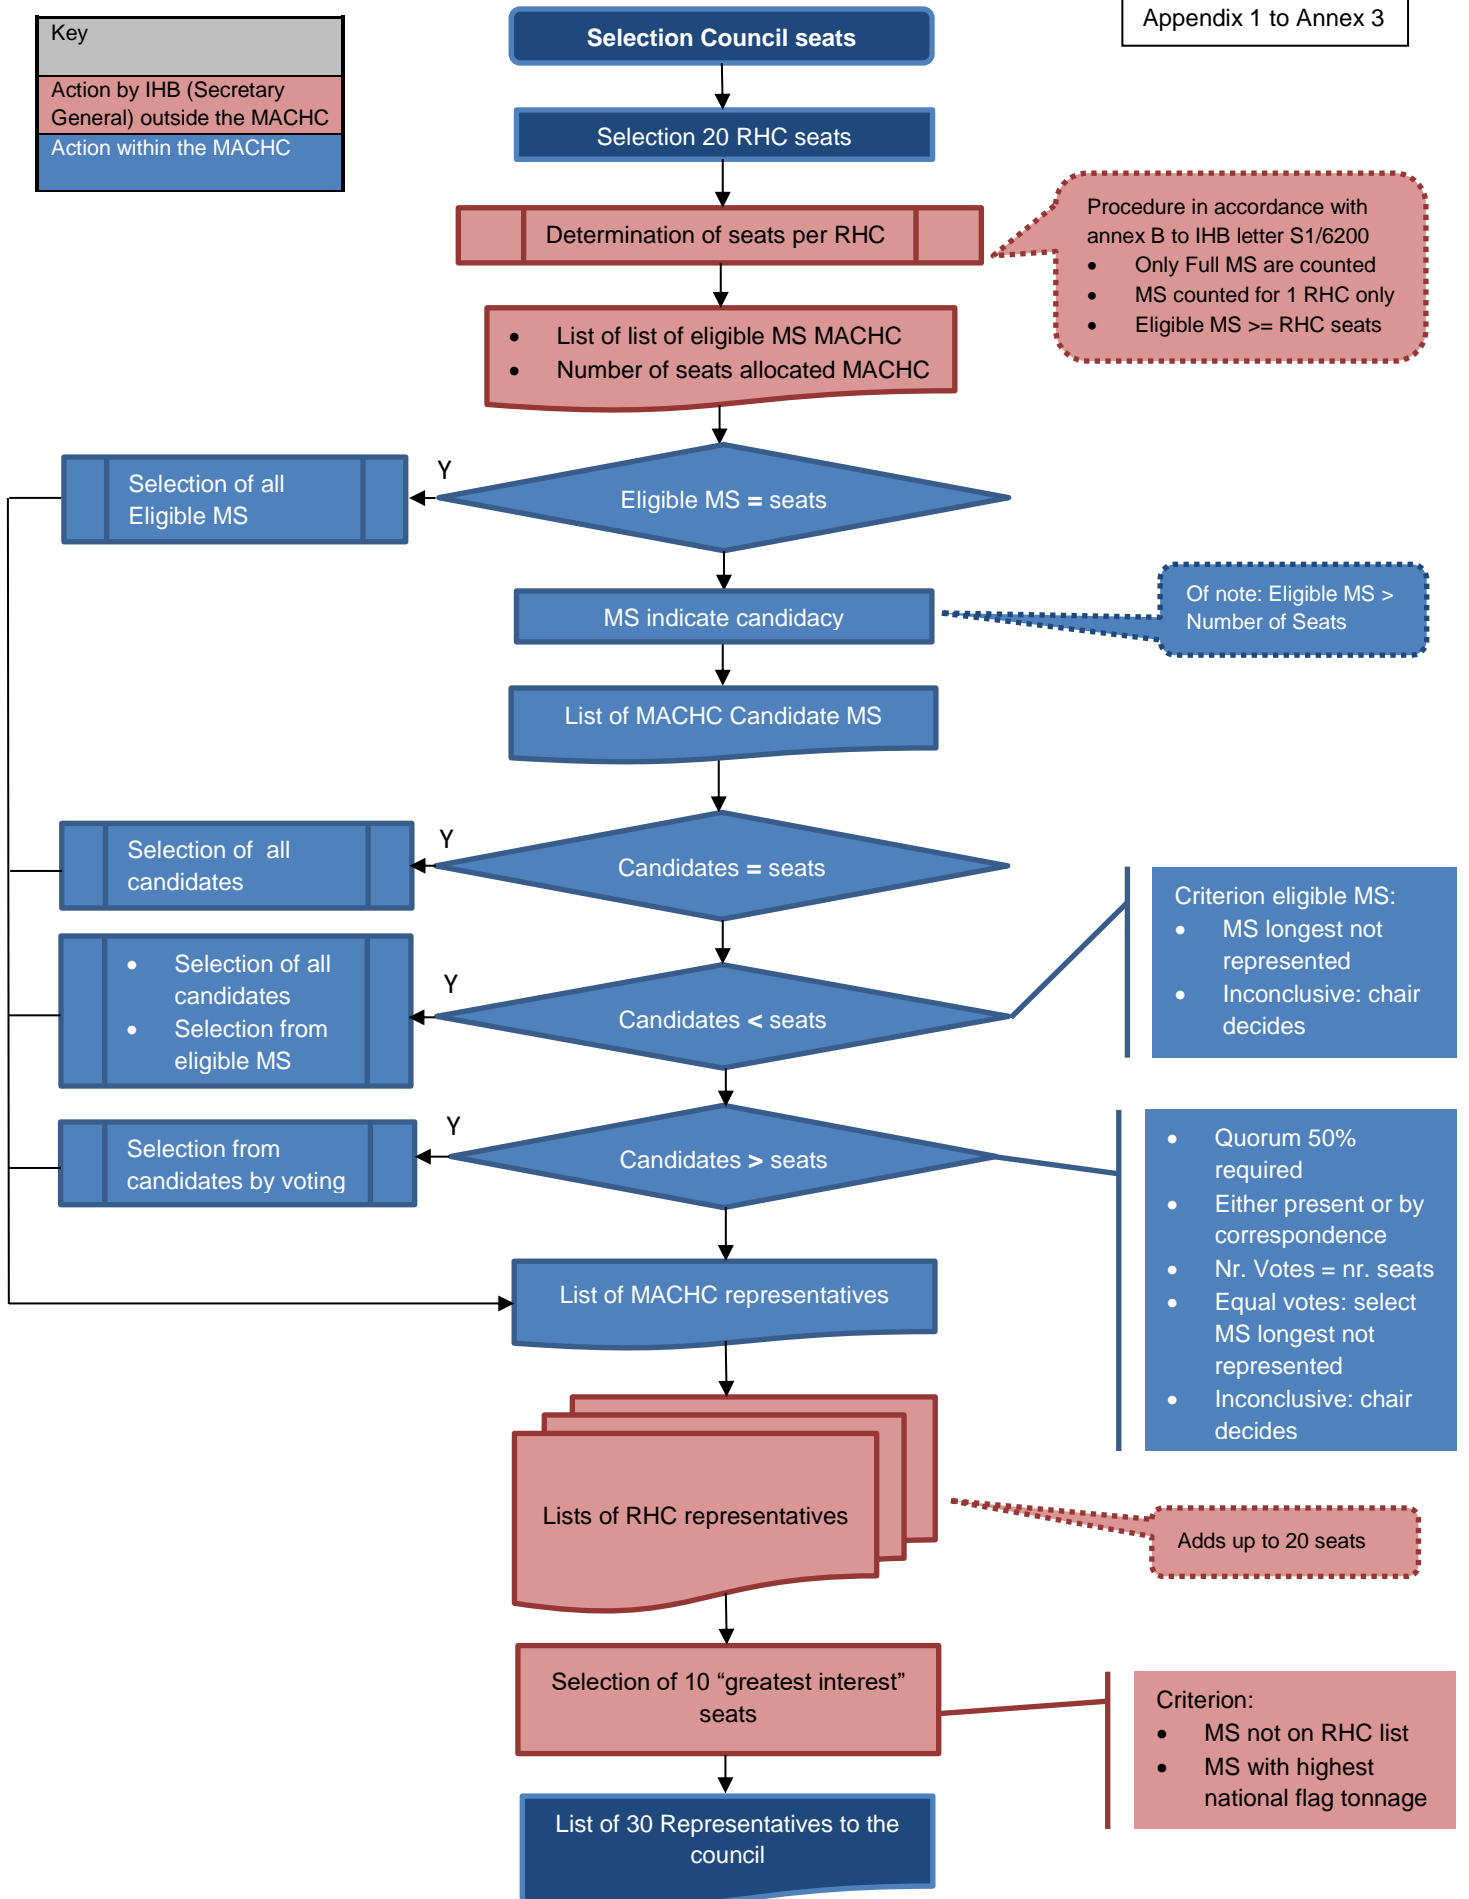 Appendix 1 to Annex 3
Key
Action by IHB (Secretary
General) outside the MACHC
Action within the MACHC
Selection Council seats
Selection 20 RHC seats
Determination of seats per RHC
Procedure in accordance with
annex B to IHB letter S1/6200
• Only Full MS are counted
• MS counted for 1 RHC only
• Eligible MS >= RHC seats
• List of list of eligible MS MACHC
• Number of seats allocated MACHC
Eligible MS = seats
Y
Selection of all
Eligible MS
MS indicate candidacy
Of note: Eligible MS >
Number of Seats
List of MACHC Candidate MS
Candidates = seats
Y
Selection of all
candidates
Candidates < seats
Y
• Selection of all
candidates
• Selection from
eligible MS
Criterion eligible MS:
• MS longest not
represented
• Inconclusive: chair
decides
Candidates > seats
Y
Selection from
candidates by voting
• Quorum 50%
required
• Either present or by
correspondence
• Nr. Votes = nr. seats
• Equal votes: select
MS longest not
represented
• Inconclusive: chair
decides
List of MACHC representatives
Lists of RHC representatives
Adds up to 20 seats
Selection of 10 “greatest interest”
seats
Criterion:
• MS not on RHC list
• MS with highest
national flag tonnage
List of 30 Representatives to the
council